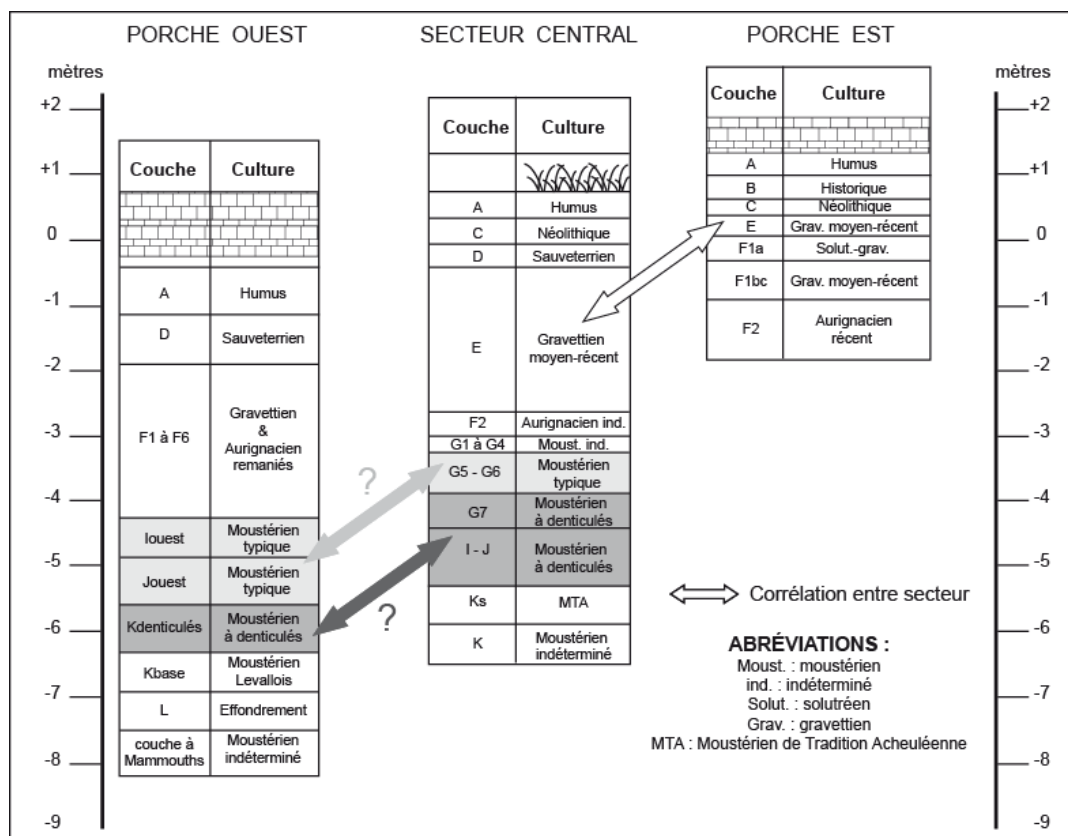 PORCHE OUEST
mètres
+2
+1
0
-1
-2
-3
-4
-5
-6
-7
-8
-9
Couche Culture
A Humus
D Sauveterrien
F1 à F6 Gravettien
&
Aurignacien
remaniés
Iouest Moustérien
typique
Jouest Moustérien
typique
Kdenticulés Moustérien
à denticulés
Kbase Moustérien
Levallois
L Effondrement
couche à Moustérien
Mammouths indéterminé
?
?
SECTEUR CENTRAL
Couche Culture
A Humus
C Néolithique
D Sauveterrien
E Gravettien
moyen-récent
F2 Aurignacien ind.
G1 à G4 Moust. ind.
G5 - G6 Moustérien
typique
G7 Moustérien
à denticulés
I - J Moustérien
à denticulés
Ks MTA
K Moustérien
indéterminé
PORCHE EST
Couche Culture
A Humus
B Historique
C Néolithique
E Grav. moyen-récent
F1a Solut.-grav.
F1bc Grav. moyen-récent
F2 Aurignacien
récent
mètres
+2
+1
0
-1
-2
-3
-4
-5
-6
-7
-8
-9
Corrélation entre secteur
ABRÉVIATIONS :
Moust. : moustérien
ind. : indéterminé
Solut. : solutréen
Grav. : gravettien
MTA : Moustérien de Tradition Acheuléenne